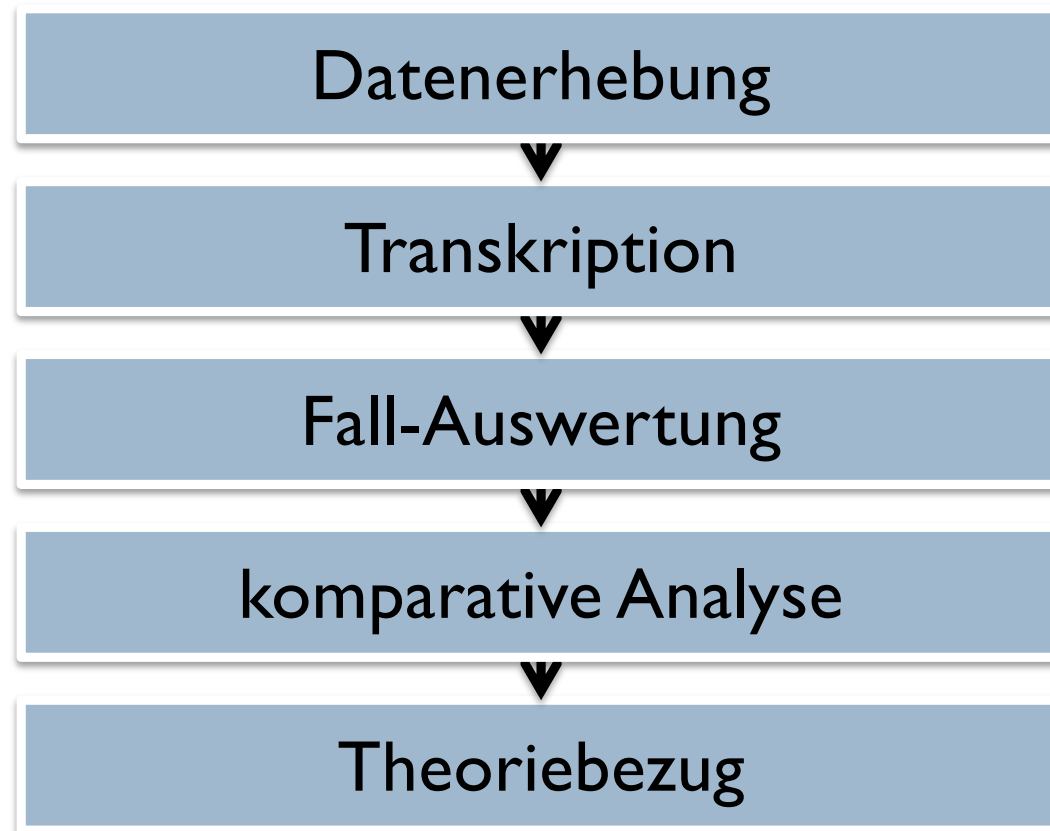 Datenerhebung
Transkription
Fall-Auswertung
komparative Analyse
Theoriebezug